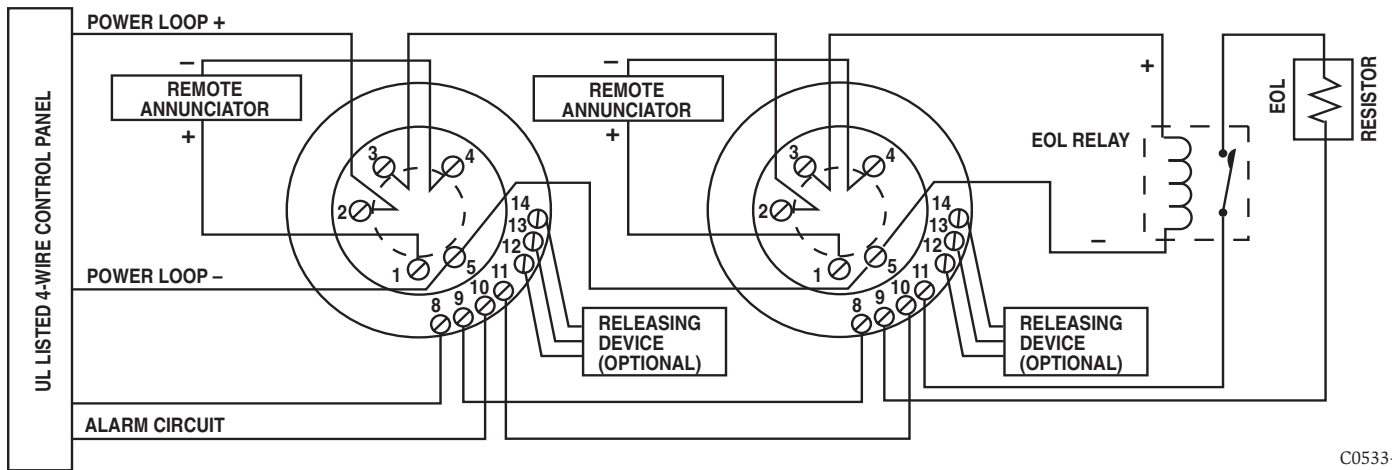 UL LISTED 4-WIRE CONTROL PANEL
POWER LOOP +
–
REMOTE
ANNUNCIATOR
+
3
4
2
1
5
14
13
12
11
10
9
8
POWER LOOP –
RELEASING
DEVICE
(OPTIONAL)
ALARM CIRCUIT
–
REMOTE
ANNUNCIATOR
+
3
4
2
1
5
14
13
12
11
10
9
8
RELEASING
DEVICE
(OPTIONAL)
+
EOL RELAY
–
EOL
RESISTOR
C0533-